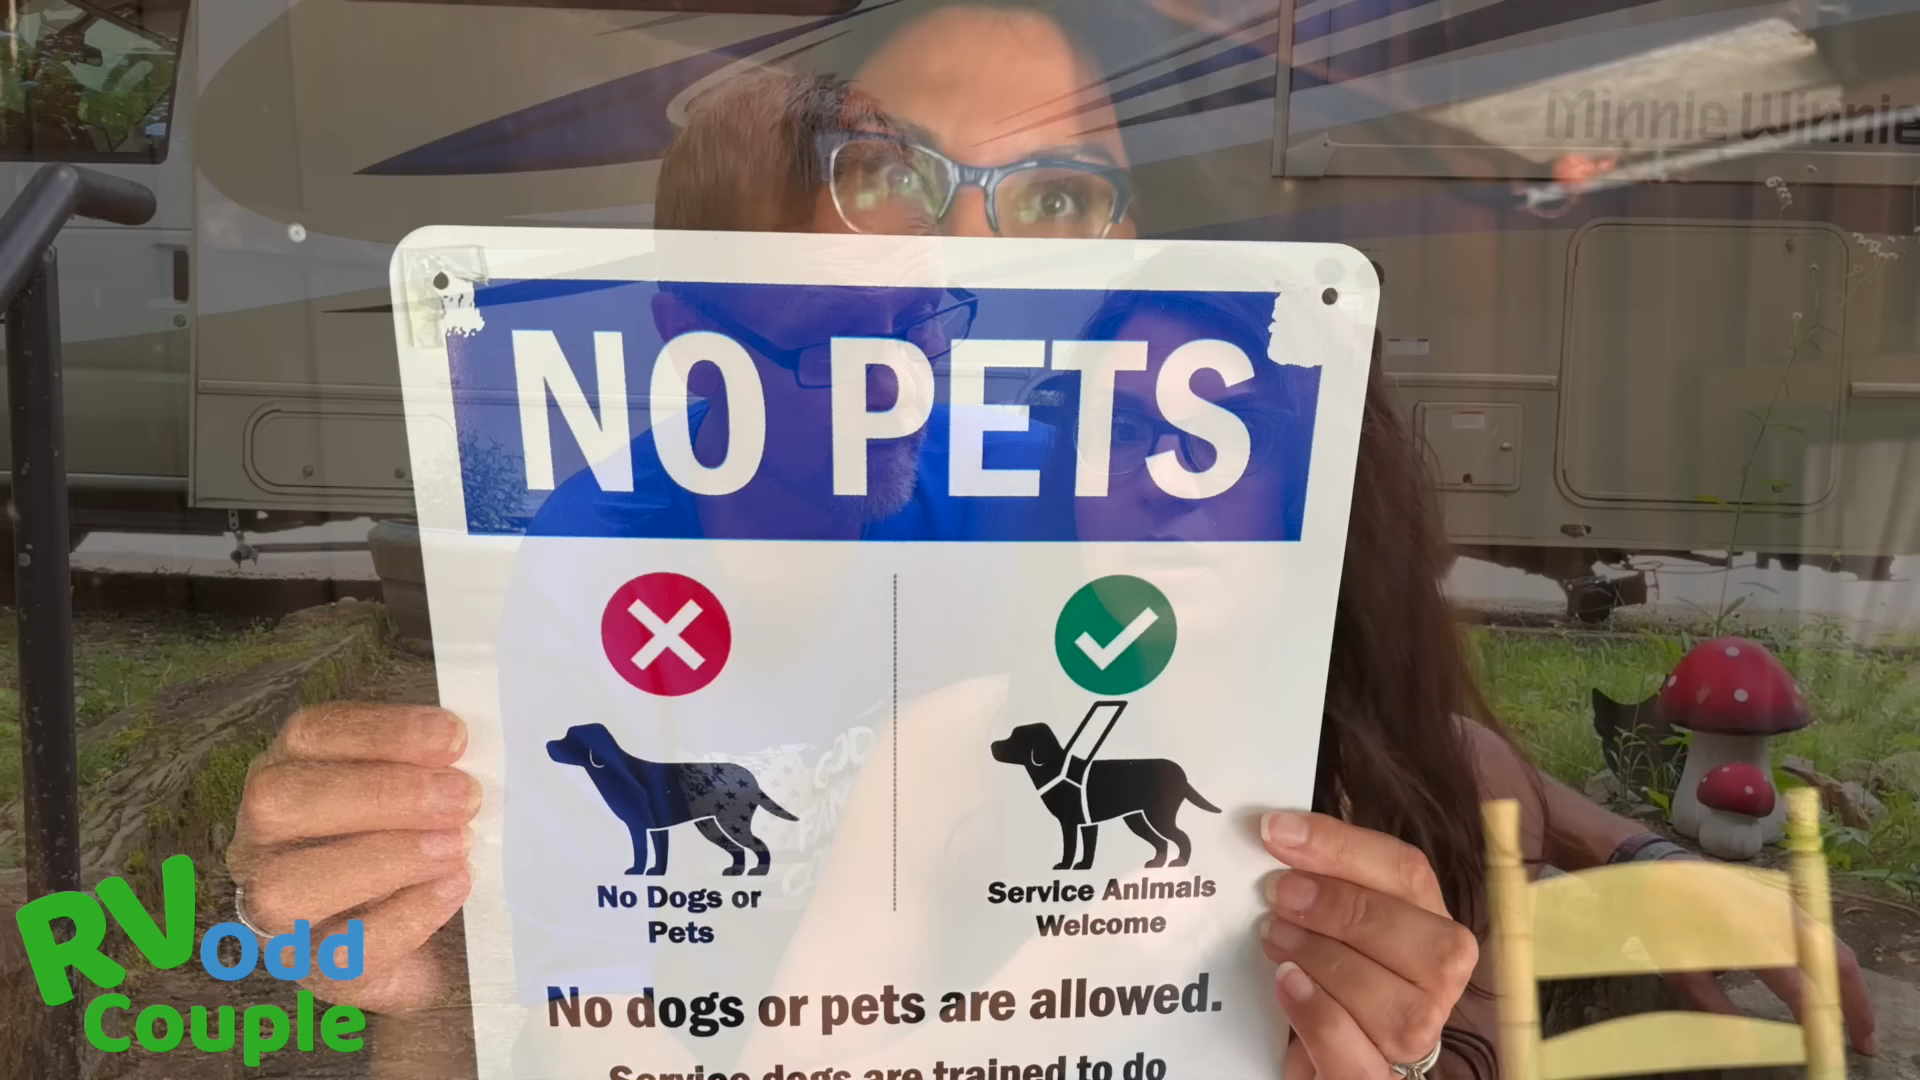 Minnie Winnie
NO PETS
No Dogs or
Pets
Service Animals
Welcome
No dogs or pets are allowed.
Service dogs are trained to do
RV odd
Couple